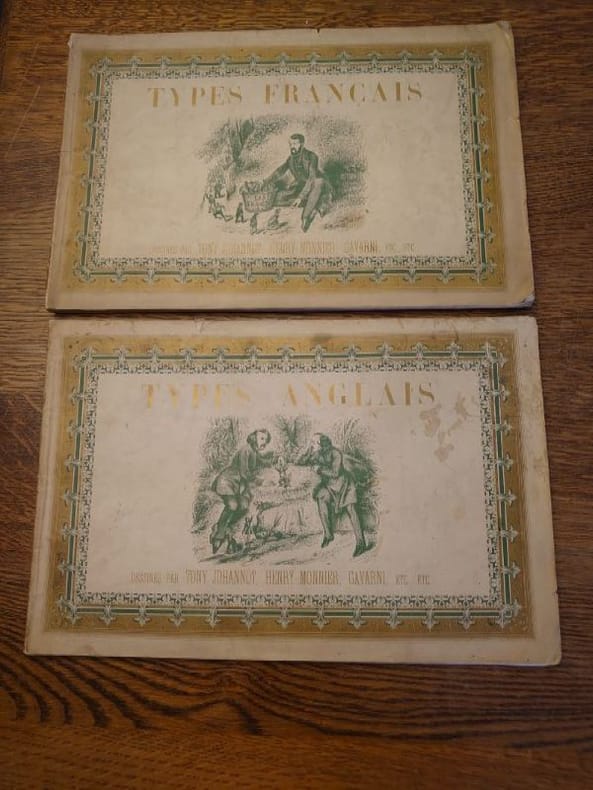 TYPES FRANÇAIS
DESSINÉS PAR TONY JOHANNOT, HENRY MONNIER, GAVARNI, ETC. ETC.
TYPES ANGLAIS
DESSINÉS PAR TONY JOHANNOT, HENRY MONNIER, GAVARNI, ETC. ETC.